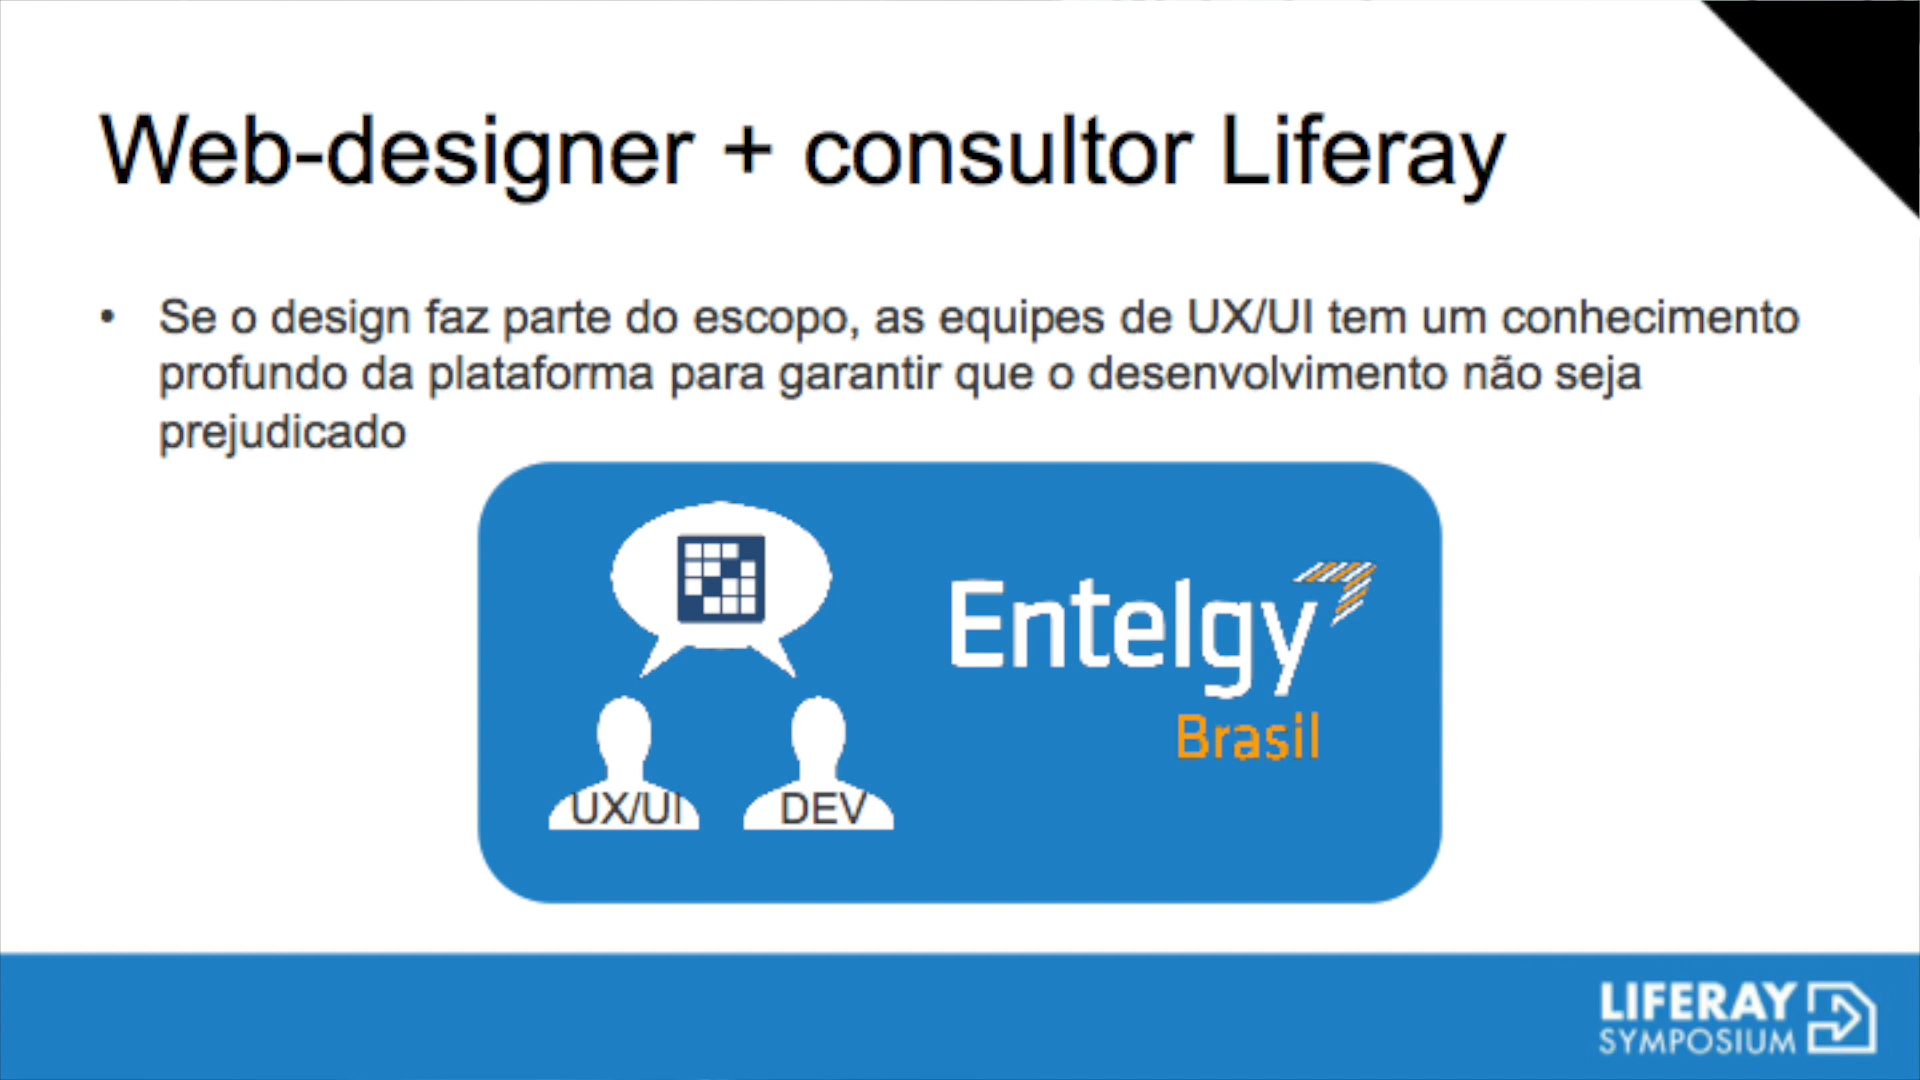 Web-designer + consultor Liferay
• Se o design faz parte do escopo, as equipes de UX/UI tem um conhecimento
profundo da plataforma para garantir que o desenvolvimento não seja
prejudicado
Entelgy
Brasil
UX/UI DEV
LIFERAY
SYMPOSIUM